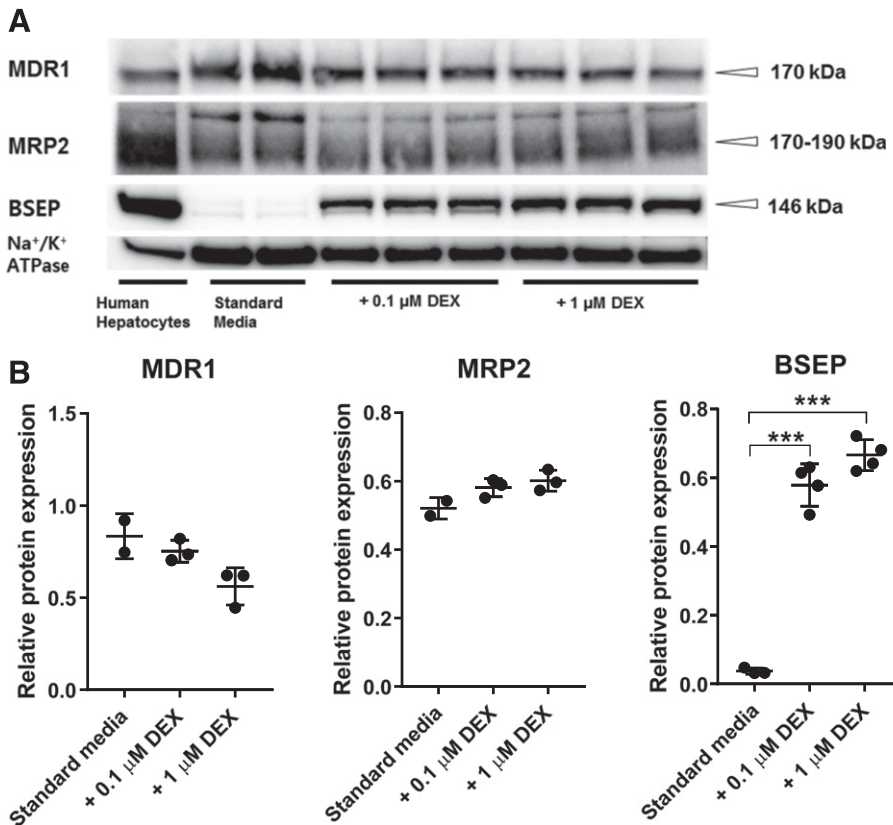 A
MDR1
170 kDa
MRP2
170-190 kDa
BSEP
146 kDa
Na⁺/K⁺
ATPase
Human
Hepatocytes
Standard
Media
+ 0.1 µM DEX
+ 1 µM DEX
B
MDR1
Relative protein expression
1.5
1.0
0.5
0.0
Standard media
+ 0.1 µM DEX
+ 1 µM DEX
MRP2
Relative protein expression
0.8
0.6
0.4
0.2
0.0
Standard media
+ 0.1 µM DEX
+ 1 µM DEX
BSEP
Relative protein expression
0.8
0.6
0.4
0.2
0.0
***
***
Standard media
+ 0.1 µM DEX
+ 1 µM DEX